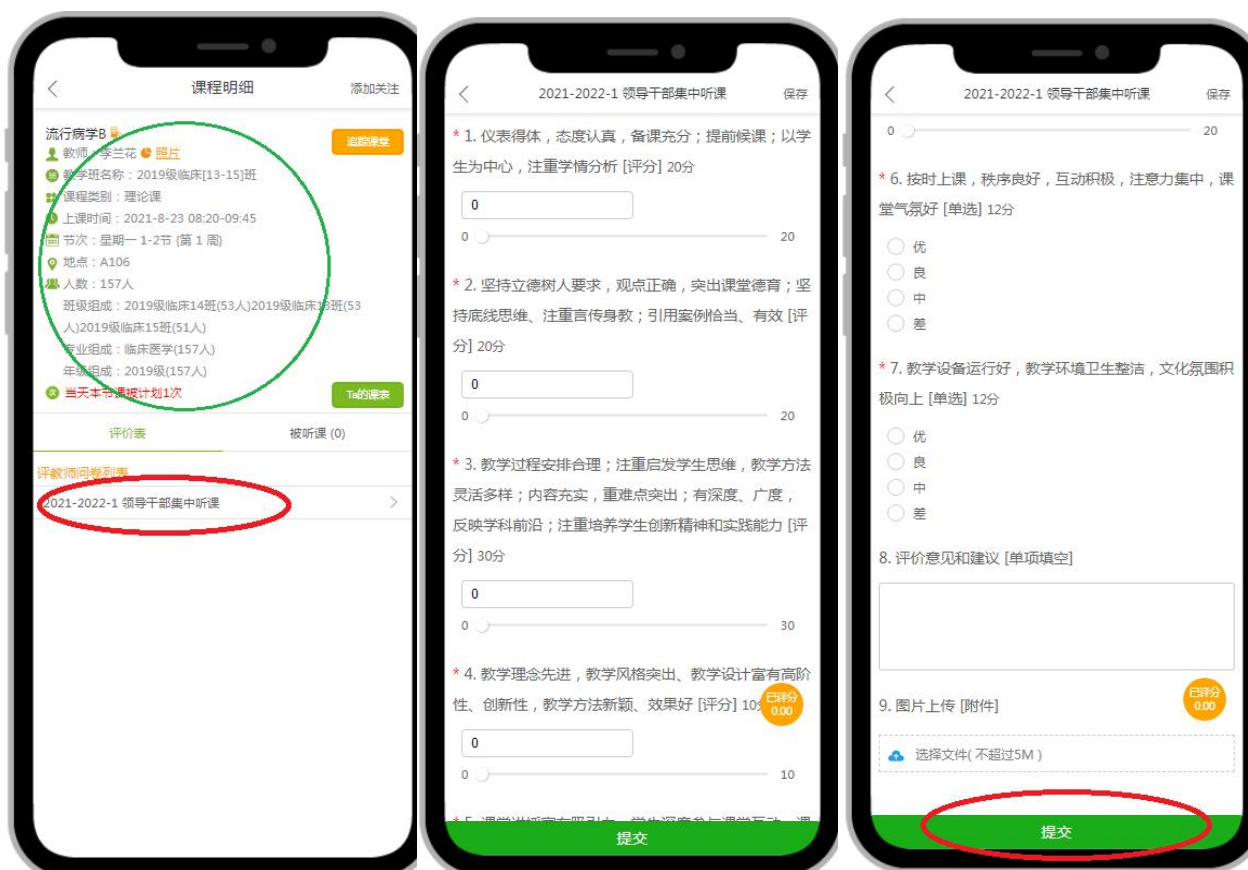 课程明细
添加关注
流行病学B
追踪课堂
教师：李兰花 照片
教学班名称：2019级临床[13-15]班
课程类别：理论课
上课时间：2021-8-23 08:20-09:45
节次：星期一 1-2节 {第 1 周}
地点：A106
人数：157人
班级组成：2019级临床14班(53人)2019级临床13班(53
人)2019级临床15班(51人)
专业组成：临床医学(157人)
年级组成：2019级(157人)
当天本节课被计划1次
Ta的课表
评价表
被听课 (0)
评教师问卷列表
2021-2022-1 领导干部集中听课
2021-2022-1 领导干部集中听课
保存
* 1. 仪表得体，态度认真，备课充分；提前候课；以学
生为中心，注重学情分析 [评分] 20分
0
0
20
* 2. 坚持立德树人要求，观点正确，突出课堂德育；坚
持底线思维、注重言传身教；引用案例恰当、有效 [评
分] 20分
0
0
20
* 3. 教学过程安排合理；注重启发学生思维，教学方法
灵活多样；内容充实，重难点突出；有深度、广度，
反映学科前沿；注重培养学生创新精神和实践能力 [评
分] 30分
0
0
30
* 4. 教学理念先进，教学风格突出、教学设计富有高阶
性、创新性，教学方法新颖、效果好 [评分] 10
已评分
0.00
0
0
10
提交
2021-2022-1 领导干部集中听课
保存
0
20
* 6. 按时上课，秩序良好，互动积极，注意力集中，课
堂气氛好 [单选] 12分
优
良
中
差
* 7. 教学设备运行好，教学环境卫生整洁，文化氛围积
极向上 [单选] 12分
优
良
中
差
8. 评价意见和建议 [单项填空]
9. 图片上传 [附件]
已评分
0.00
选择文件( 不超过5M )
提交